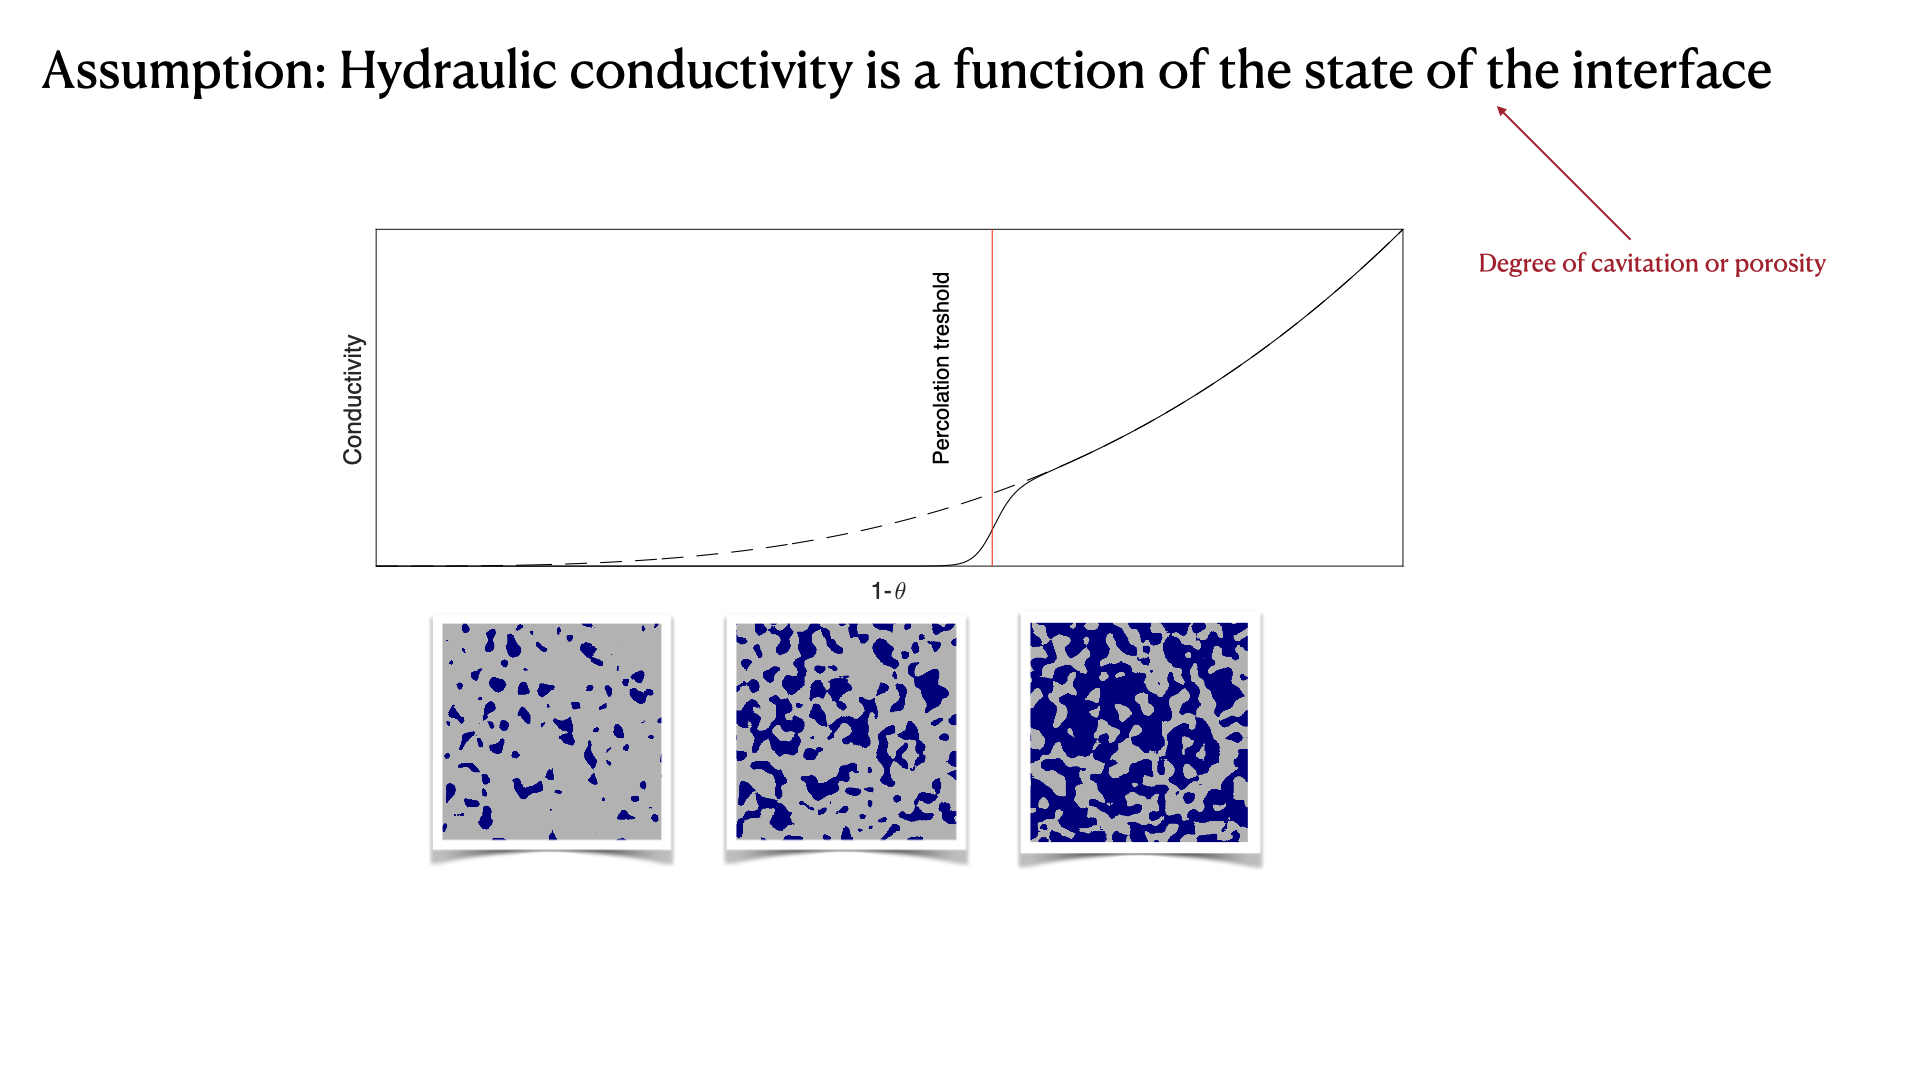 Assumption: Hydraulic conductivity is a function of the state of the interface
Degree of cavitation or porosity
Conductivity
Percolation treshold
1-θ